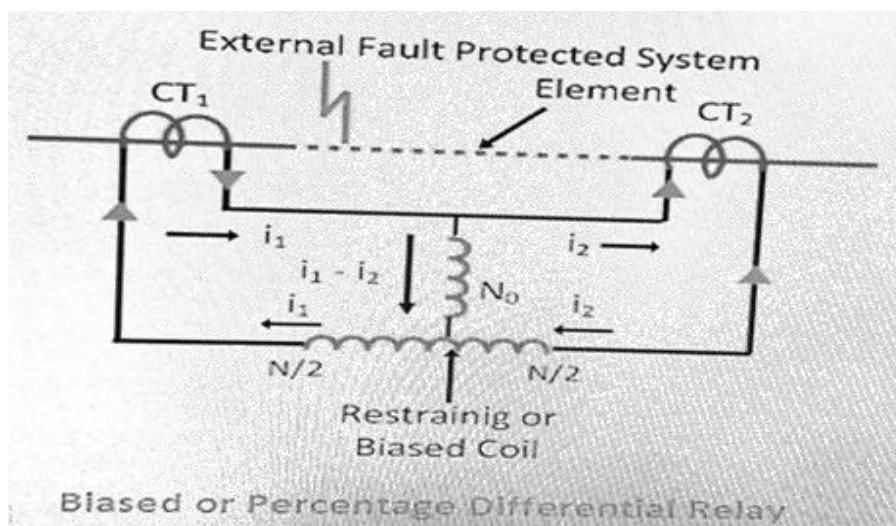 External Fault Protected System
Element
CT₁
CT₂
i₁
i₂
i₁ - i₂
N₀
i₁
i₂
N/2
N/2
Restrainig or
Biased Coil
Biased or Percentage Differential Relay